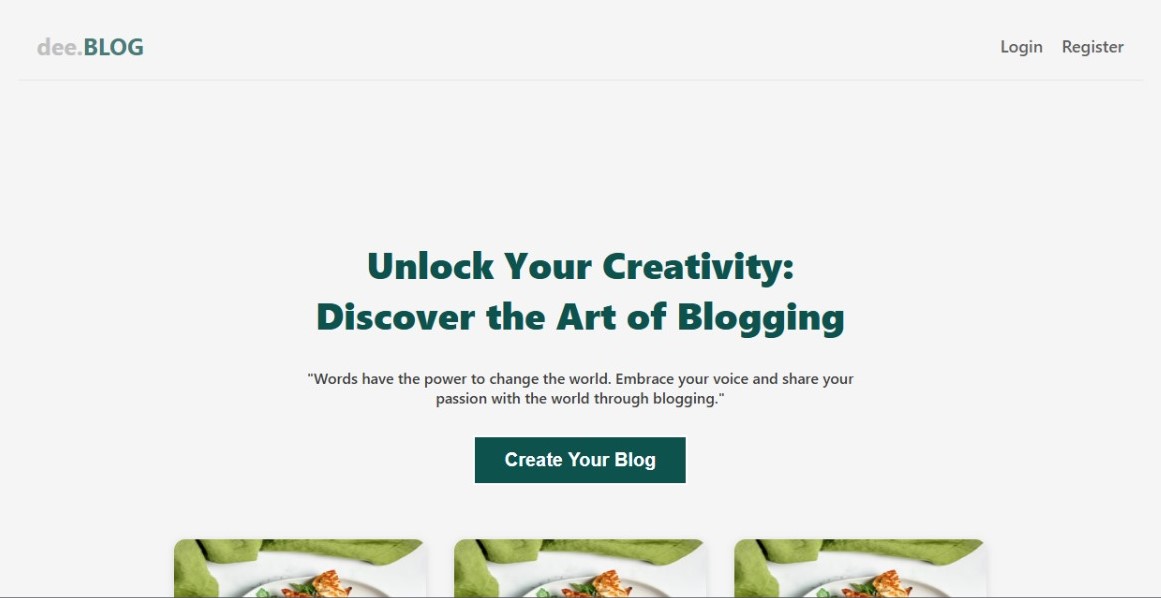 dee.BLOG
Login Register
Unlock Your Creativity:
Discover the Art of Blogging
"Words have the power to change the world. Embrace your voice and share your
passion with the world through blogging."
Create Your Blog